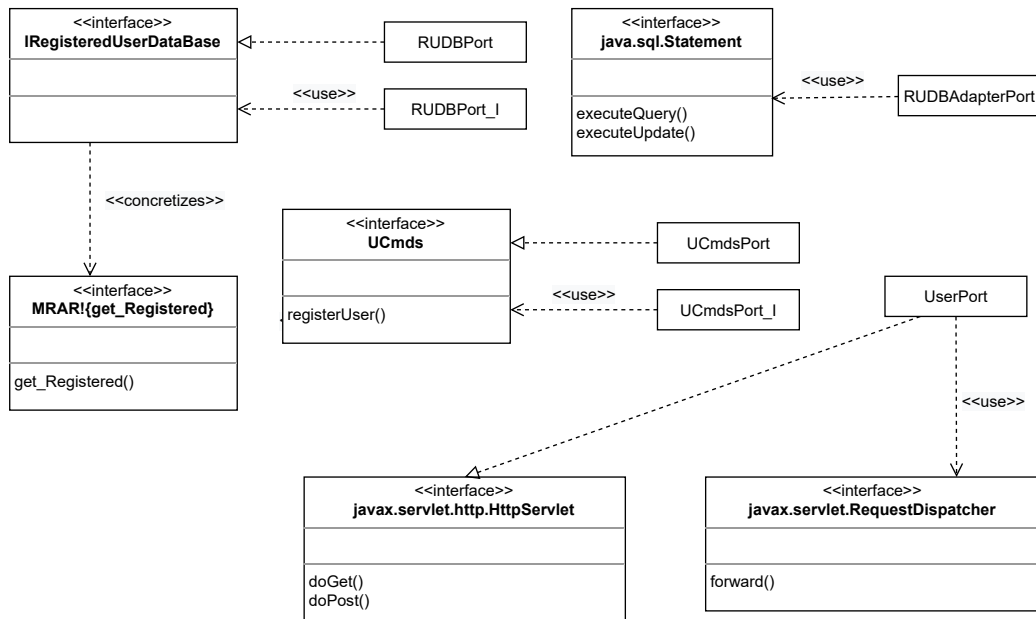 <<interface>>
IRegisteredUserDataBase
RUDBPort
<<use>>
RUDBPort_I
<<interface>>
java.sql.Statement
executeQuery()
executeUpdate()
<<use>>
RUDBAdapterPort
<<concretizes>>
<<interface>>
MRAR!{get_Registered}
get_Registered()
<<interface>>
UCmds
registerUser()
UCmdsPort
<<use>>
UCmdsPort_I
UserPort
<<use>>
<<interface>>
javax.servlet.http.HttpServlet
doGet()
doPost()
<<interface>>
javax.servlet.RequestDispatcher
forward()